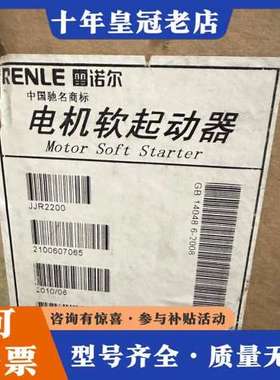 十年皇冠老店
RENLE 雷诺尔
中国驰名商标
电机软起动器
Motor Soft Starter
JJR2200
2100607065
2010/06
GB 14048.6-2008
咨询有惊喜·参与补贴活动
票 型号齐全·质量无忧